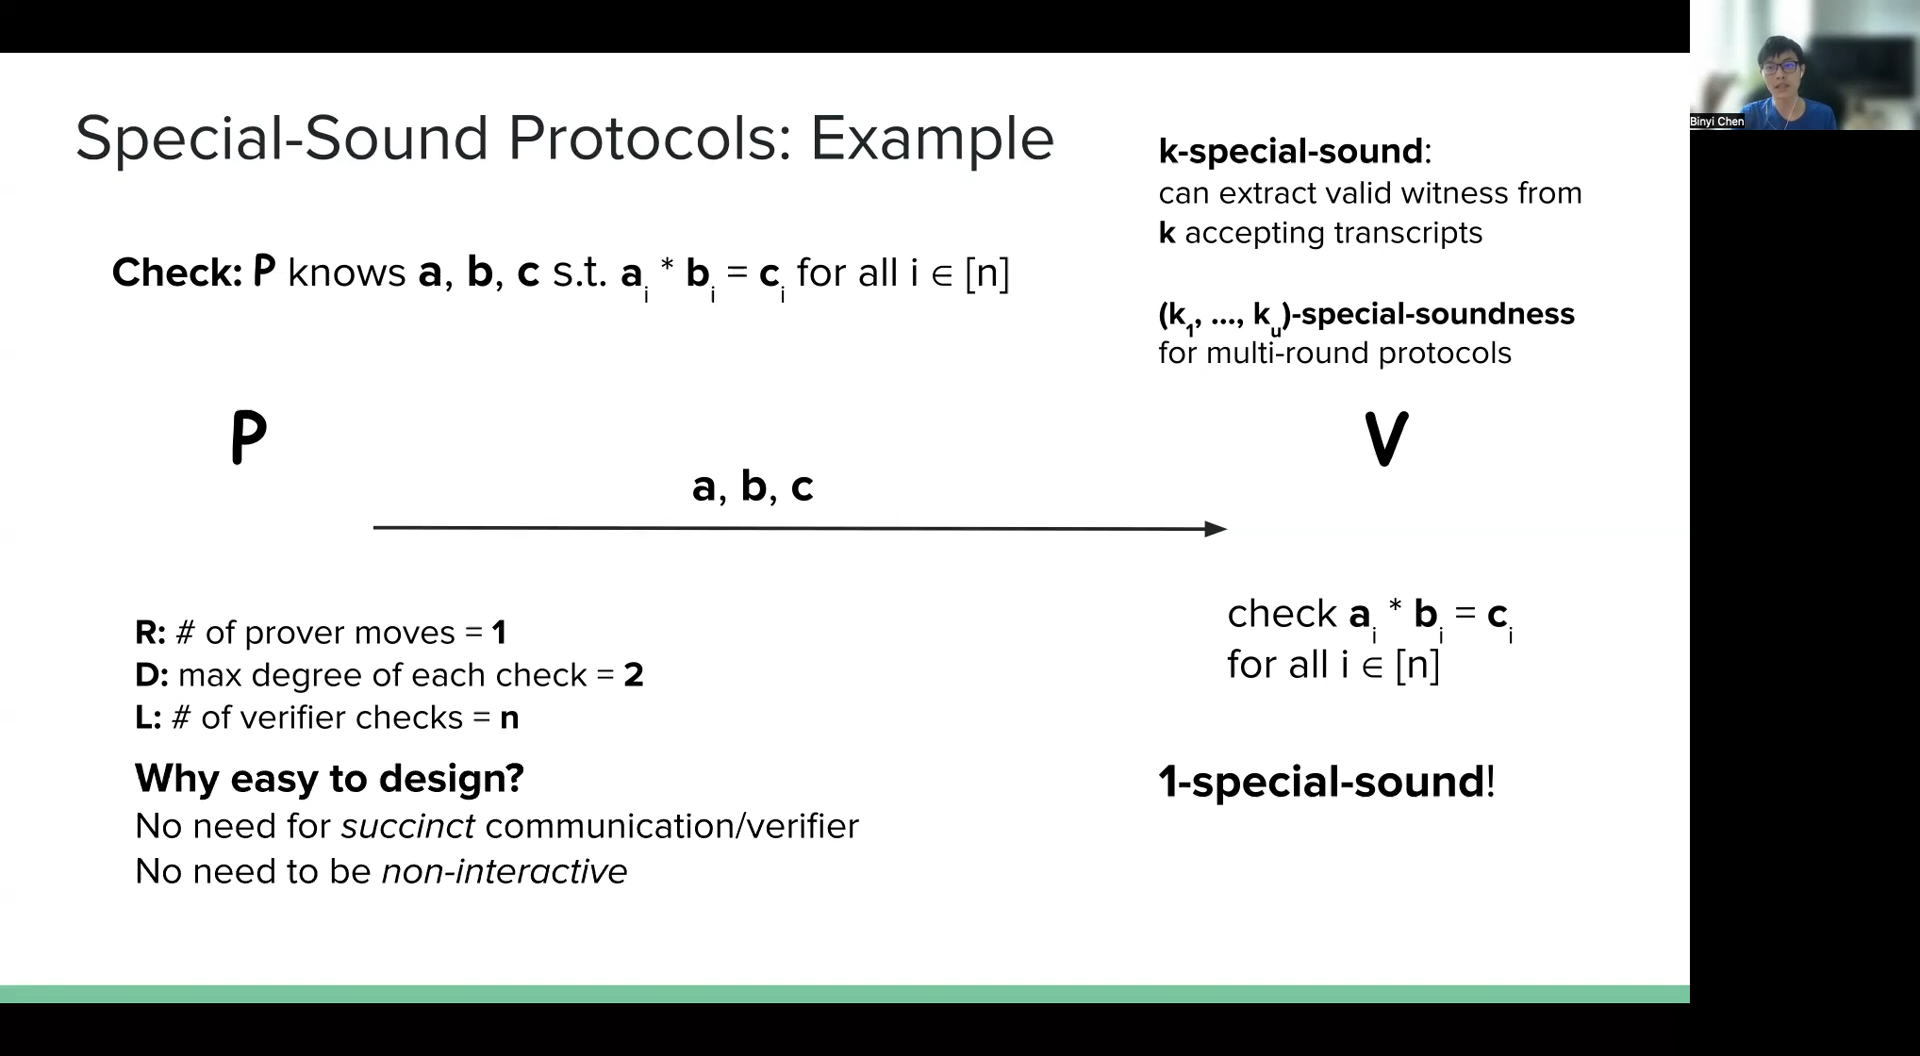 Special-Sound Protocols: Example
k-special-sound:
can extract valid witness from
k accepting transcripts
(k1, ..., ku)-special-soundness
for multi-round protocols
Check: P knows a, b, c s.t. ai * bi = ci for all i ∈ [n]
P
V
a, b, c
check ai * bi = ci
for all i ∈ [n]
1-special-sound!
R: # of prover moves = 1
D: max degree of each check = 2
L: # of verifier checks = n
Why easy to design?
No need for succinct communication/verifier
No need to be non-interactive
Binyi Chen